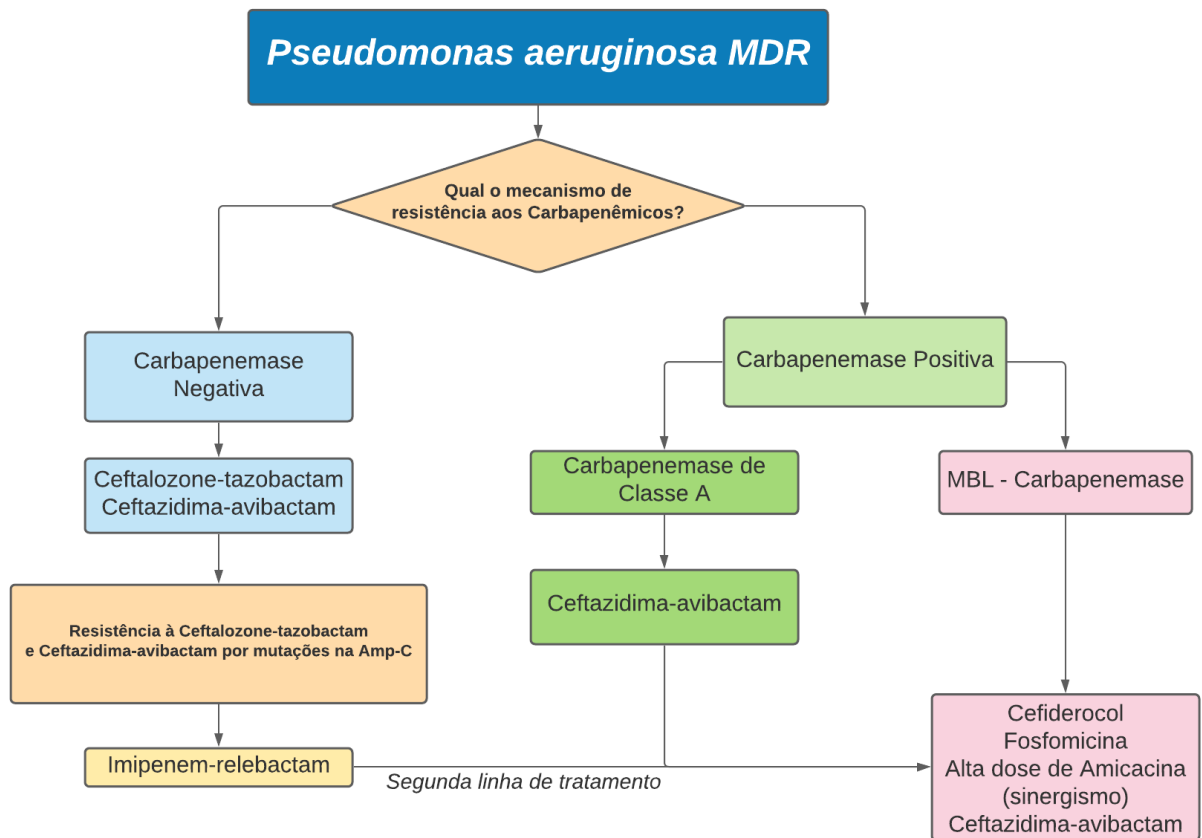 Pseudomonas aeruginosa MDR
Qual o mecanismo de
resistência aos Carbapenêmicos?
Carbapenemase
Negativa
Carbapenemase Positiva
Ceftalozone-tazobactam
Ceftazidima-avibactam
Carbapenemase de
Classe A
MBL - Carbapenemase
Resistência à Ceftalozone-tazobactam
e Ceftazidima-avibactam por mutações na Amp-C
Ceftazidima-avibactam
Imipenem-relebactam
Segunda linha de tratamento
Cefiderocol
Fosfomicina
Alta dose de Amicacina
(sinergismo)
Ceftazidima-avibactam